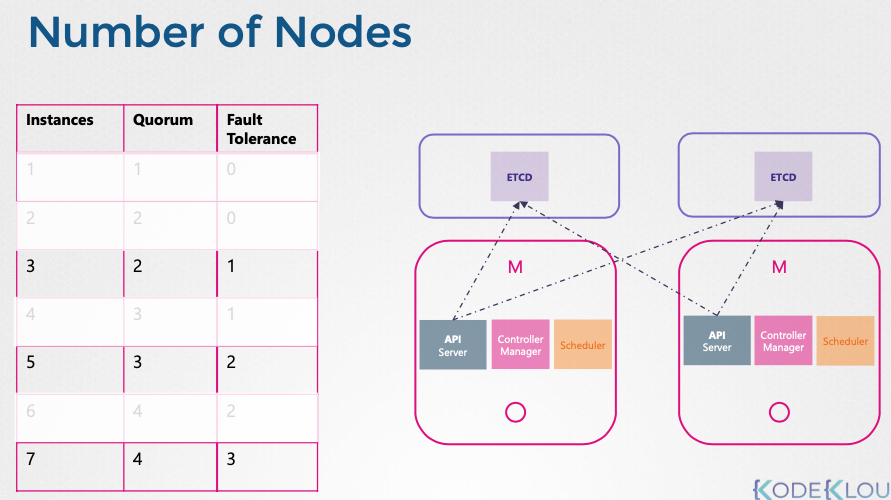 Number of Nodes
Instances Quorum Fault Tolerance
1 1 0
2 2 0
3 2 1
4 3 1
5 3 2
6 4 2
7 4 3
ETCD ETCD
M M
API Server
Controller Manager
Scheduler
API Server
Controller Manager
Scheduler
KODEKLOU